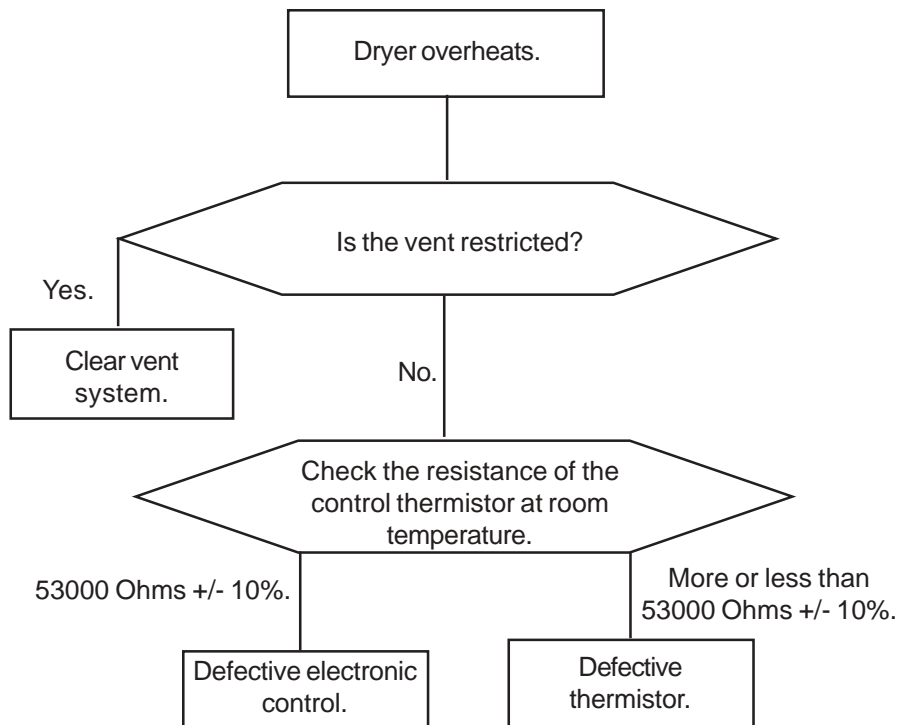 Dryer overheats.
Is the vent restricted?
Yes.
Clear vent
system.
No.
Check the resistance of the
control thermistor at room
temperature.
53000 Ohms +/- 10%.
More or less than
53000 Ohms +/- 10%.
Defective electronic
control.
Defective
thermistor.